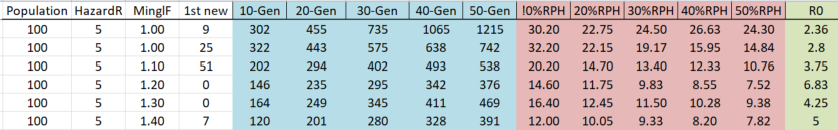 Population HazardR MinglF 1st new 10-Gen 20-Gen 30-Gen 40-Gen 50-Gen 10%RPH 20%RPH 30%RPH 40%RPH 50%RPH R0
100 5 1.00 9 302 455 735 1065 1215 30.20 22.75 24.50 26.63 24.30 2.36
100 5 1.00 25 322 443 575 638 742 32.20 22.15 19.17 15.95 14.84 2.8
100 5 1.10 51 202 294 402 493 538 20.20 14.70 13.40 12.33 10.76 3.75
100 5 1.20 0 146 235 295 342 376 14.60 11.75 9.83 8.55 7.52 6.83
100 5 1.30 0 164 249 345 411 469 16.40 12.45 11.50 10.28 9.38 4.25
100 5 1.40 7 120 201 280 328 391 12.00 10.05 9.33 8.20 7.82 5